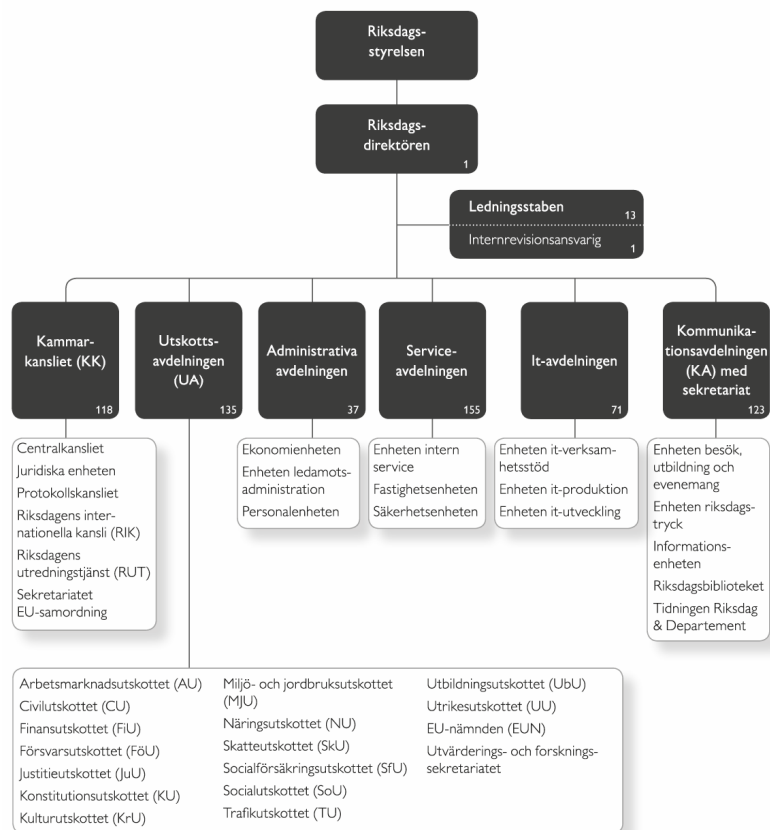 Riksdags-
styrelsen
Riksdags-
direktören
1
Ledningsstaben
13
Internrevisionsansvarig
1
Kammar-
kansliet (KK)
118
Utskotts-
avdelningen
(UA)
135
Administrativa
avdelningen
37
Service-
avdelningen
155
It-avdelningen
71
Kommunika-
tionsavdelningen
(KA) med
sekretariat
123
Centralkansliet
Juridiska enheten
Protokollskansliet
Riksdagens inter-
nationella kansli (RIK)
Riksdagens
utredningstjänst (RUT)
Sekretariatet
EU-samordning
Ekonomienheten
Enheten ledamots-
administration
Personalenheten
Enheten intern
service
Fastighetsenheten
Säkerhetsenheten
Enheten it-verksam-
hetsstöd
Enheten it-produktion
Enheten it-utveckling
Enheten besök,
utbildning och
evenemang
Enheten riksdags-
tryck
Informations-
enheten
Riksdagsbiblioteket
Tidningen Riksdag
& Departement
Arbetsmarknadsutskottet (AU)
Civilutskottet (CU)
Finansutskottet (FiU)
Försvarsutskottet (FöU)
Justitieutskottet (JuU)
Konstitutionsutskottet (KU)
Kulturutskottet (KrU)
Miljö- och jordbruksutskottet
(MJU)
Näringsutskottet (NU)
Skatteutskottet (SkU)
Socialförsäkringsutskottet (SfU)
Socialutskottet (SoU)
Trafikutskottet (TU)
Utbildningsutskottet (UbU)
Utrikesutskottet (UU)
EU-nämnden (EUN)
Utvärderings- och forsknings-
sekretariatet